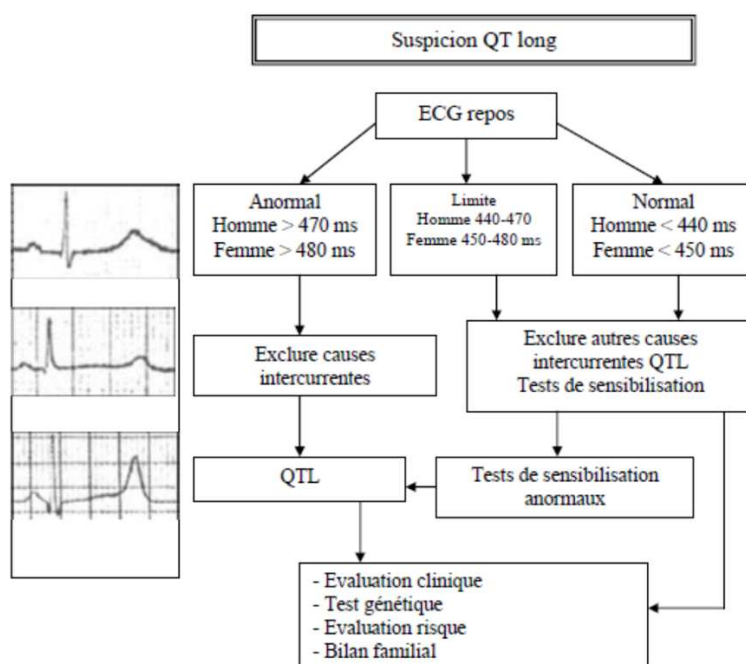 Suspicion QT long
ECG repos
Anormal
Homme > 470 ms
Femme > 480 ms
Limite
Homme 440-470
Femme 450-480 ms
Normal
Homme < 440 ms
Femme < 450 ms
Exclure causes
intercurrentes
Exclure autres causes
intercurrentes QTL
Tests de sensibilisation
QTL
Tests de sensibilisation
anormaux
- Evaluation clinique
- Test génétique
- Evaluation risque
- Bilan familial